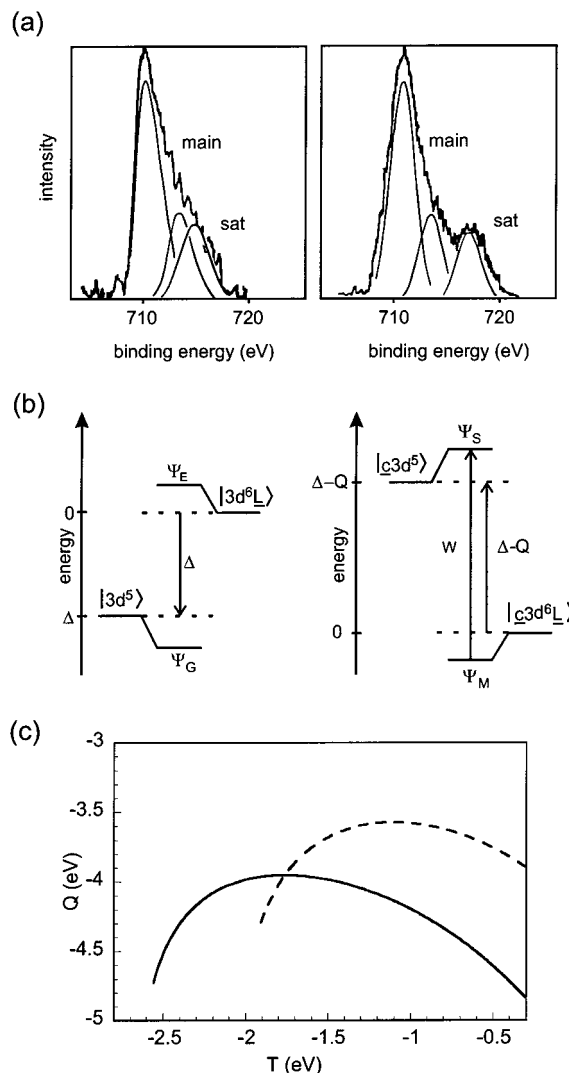 (a)
intensity
main
sat
710
720
binding energy (eV)
main
sat
710
720
binding energy (eV)
(b)
energy
0
Δ
Ψ_E
|3d⁶L̲⟩
Δ
|3d⁵⟩
Ψ_G
energy
Δ–Q
0
|c̲3d⁵⟩
Ψ_S
W
Δ-Q
|c̲3d⁶L̲⟩
Ψ_M
(c)
Q (eV)
-3
-3.5
-4
-4.5
-5
-2.5 -2 -1.5 -1 -0.5
T (eV)